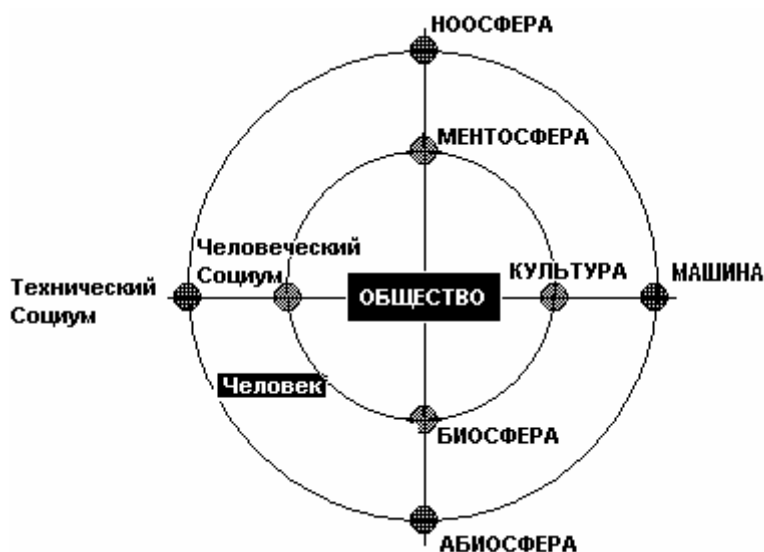 НООСФЕРА
МЕНТОСФЕРА
Человеческий
Социум
КУЛЬТУРА
МАШИНА
Технический
Социум
ОБЩЕСТВО
Человек
БИОСФЕРА
АБИОСФЕРА